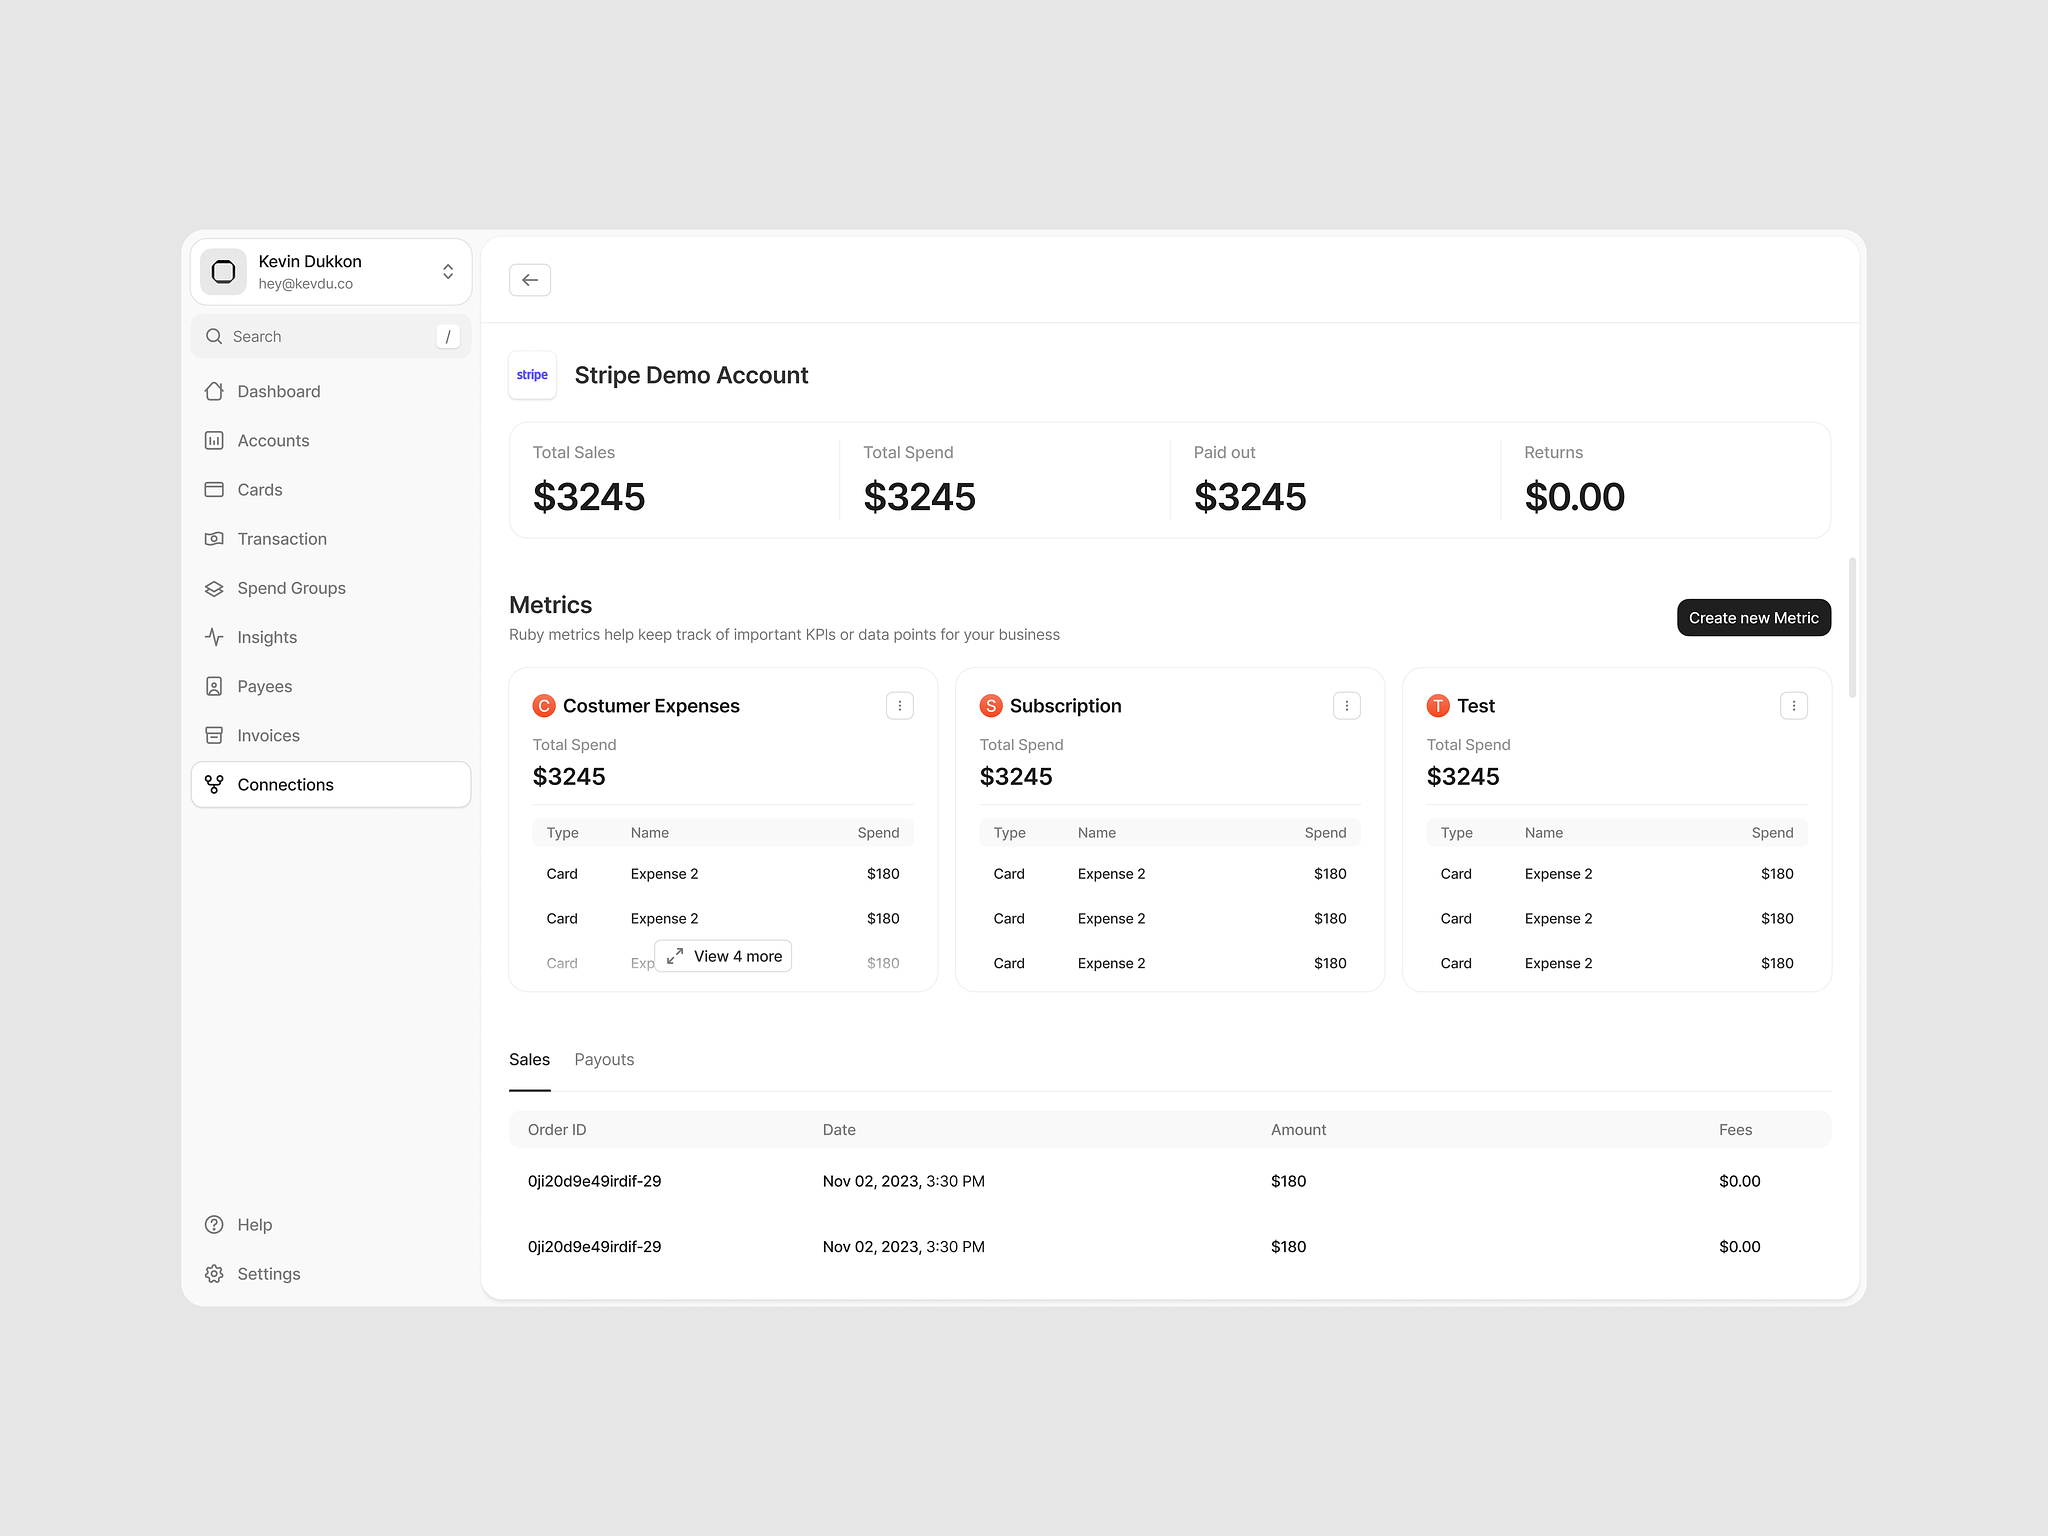 Kevin Dukkon
hey@kevdu.co
Search /
Dashboard
Accounts
Cards
Transaction
Spend Groups
Insights
Payees
Invoices
Connections
Help
Settings
stripe Stripe Demo Account
Total Sales Total Spend Paid out Returns
$3245 $3245 $3245 $0.00
Metrics
Ruby metrics help keep track of important KPIs or data points for your business
Create new Metric
C Costumer Expenses
Total Spend
$3245
Type Name Spend
Card Expense 2 $180
Card Expense 2 $180
Card Exp $180
View 4 more
S Subscription
Total Spend
$3245
Type Name Spend
Card Expense 2 $180
Card Expense 2 $180
Card Expense 2 $180
T Test
Total Spend
$3245
Type Name Spend
Card Expense 2 $180
Card Expense 2 $180
Card Expense 2 $180
Sales Payouts
Order ID Date Amount Fees
0ji20d9e49irdif-29 Nov 02, 2023, 3:30 PM $180 $0.00
0ji20d9e49irdif-29 Nov 02, 2023, 3:30 PM $180 $0.00